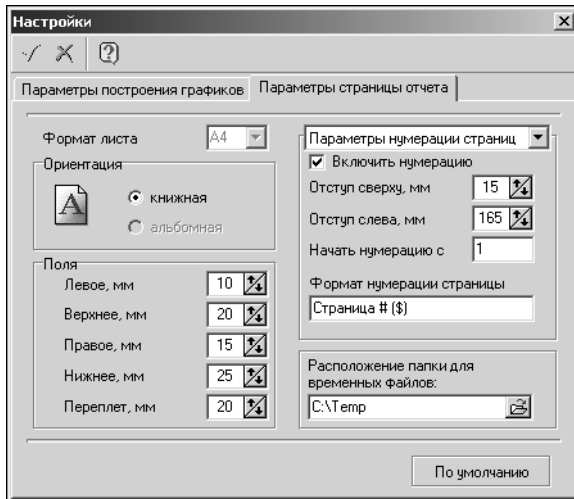 Настройки
Параметры построения графиков
Параметры страницы отчета
Формат листа
A4
Ориентация
A
книжная
альбомная
Поля
Левое, мм
10
Верхнее, мм
20
Правое, мм
15
Нижнее, мм
25
Переплет, мм
20
Параметры нумерации страниц
Включить нумерацию
Отступ сверху, мм
15
Отступ слева, мм
165
Начать нумерацию с
1
Формат нумерации страницы
Страница # ($)
Расположение папки для
временных файлов:
C:\Temp
По умолчанию